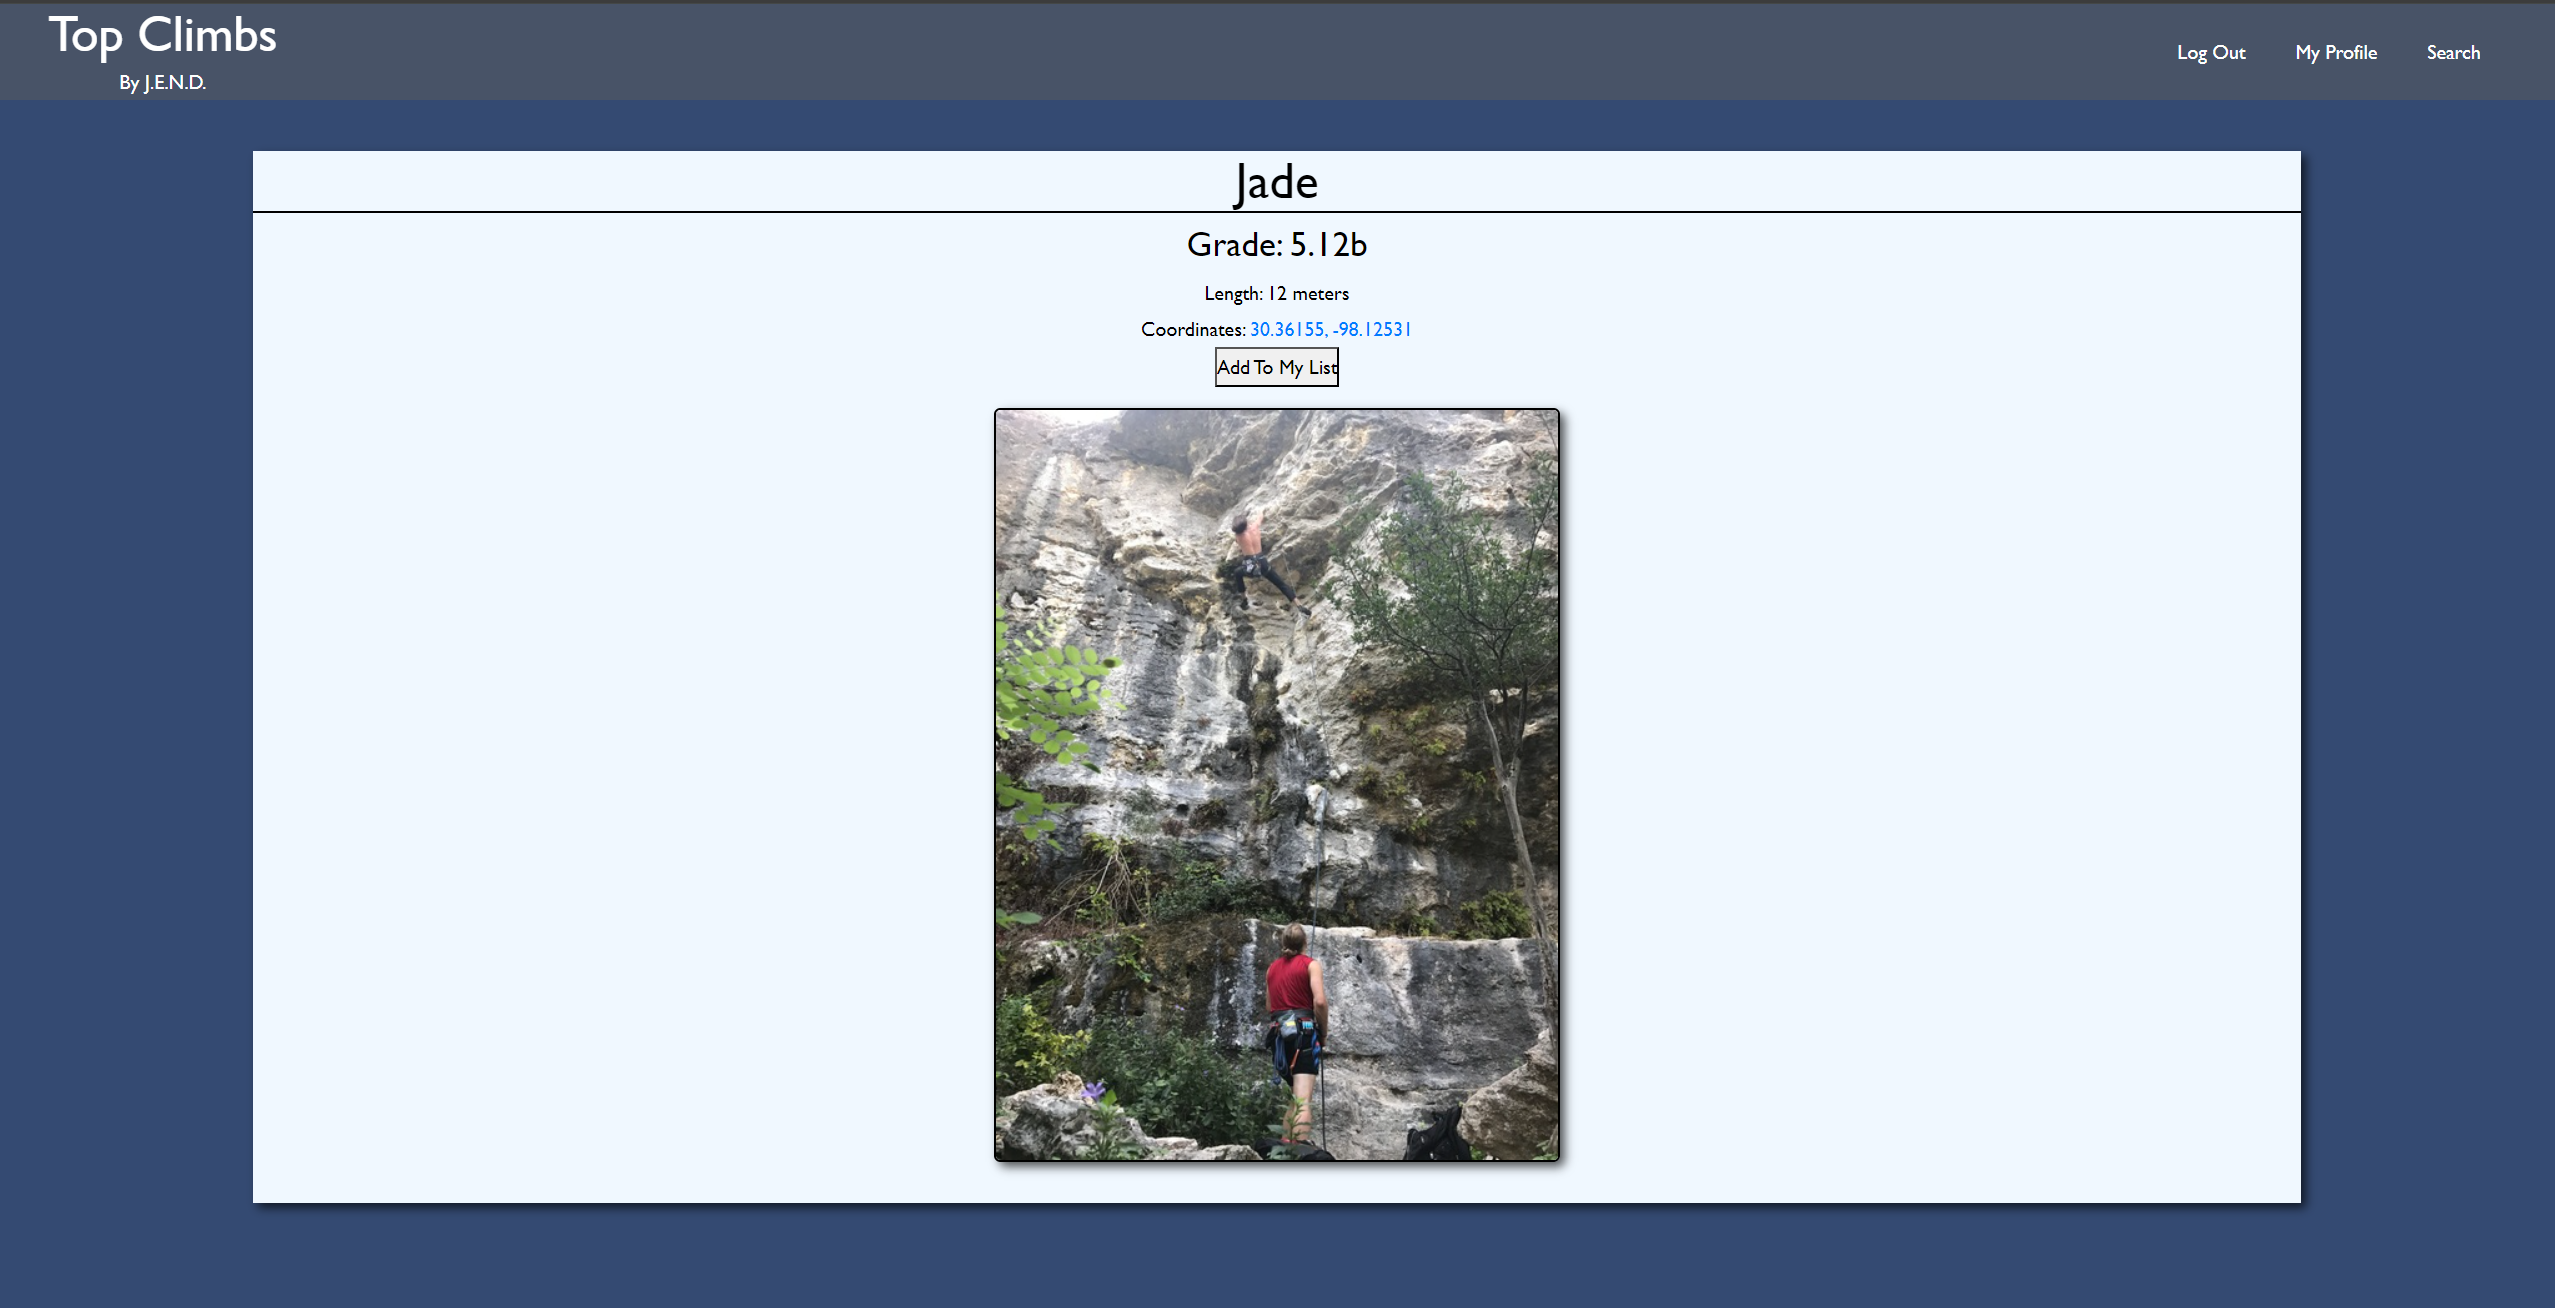 Top Climbs
By J.E.N.D.
Log Out
My Profile
Search
Jade
Grade: 5.12b
Length: 12 meters
Coordinates: 30.36155, -98.12531
Add To My List